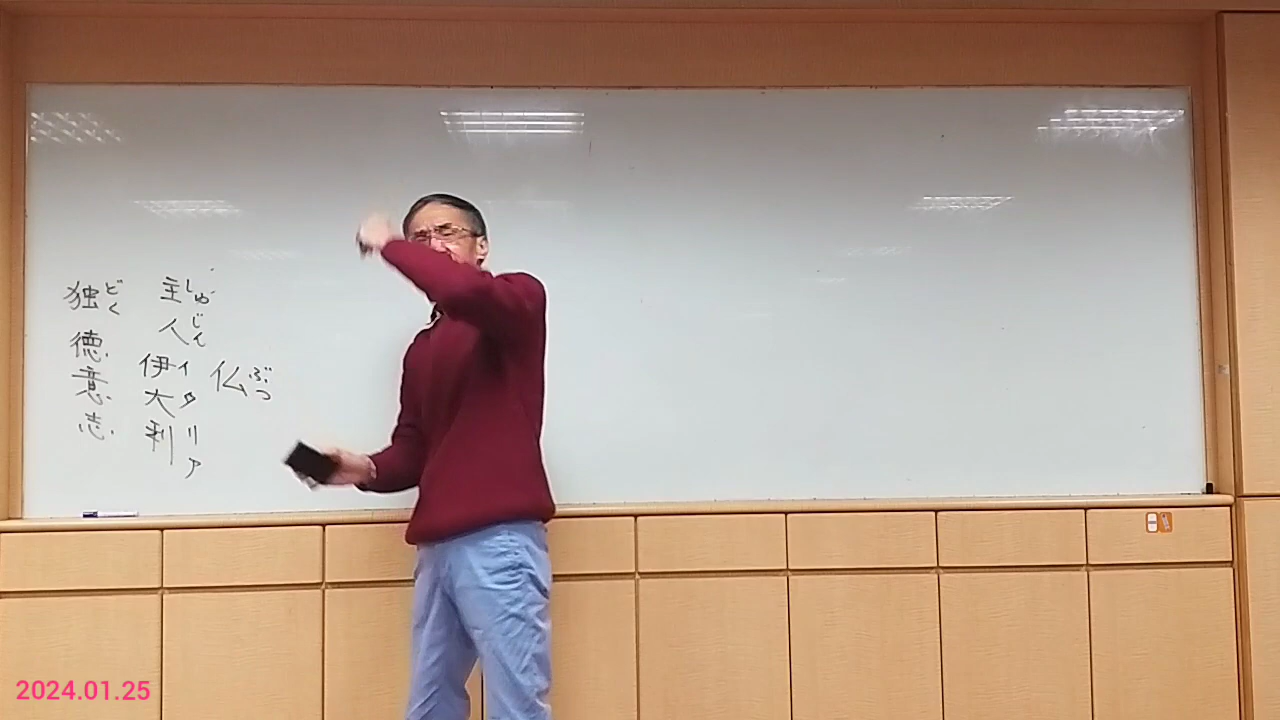 独どく
徳意志
主人しゅじん
伊大利イタリア
仏ぶつ
2024.01.25